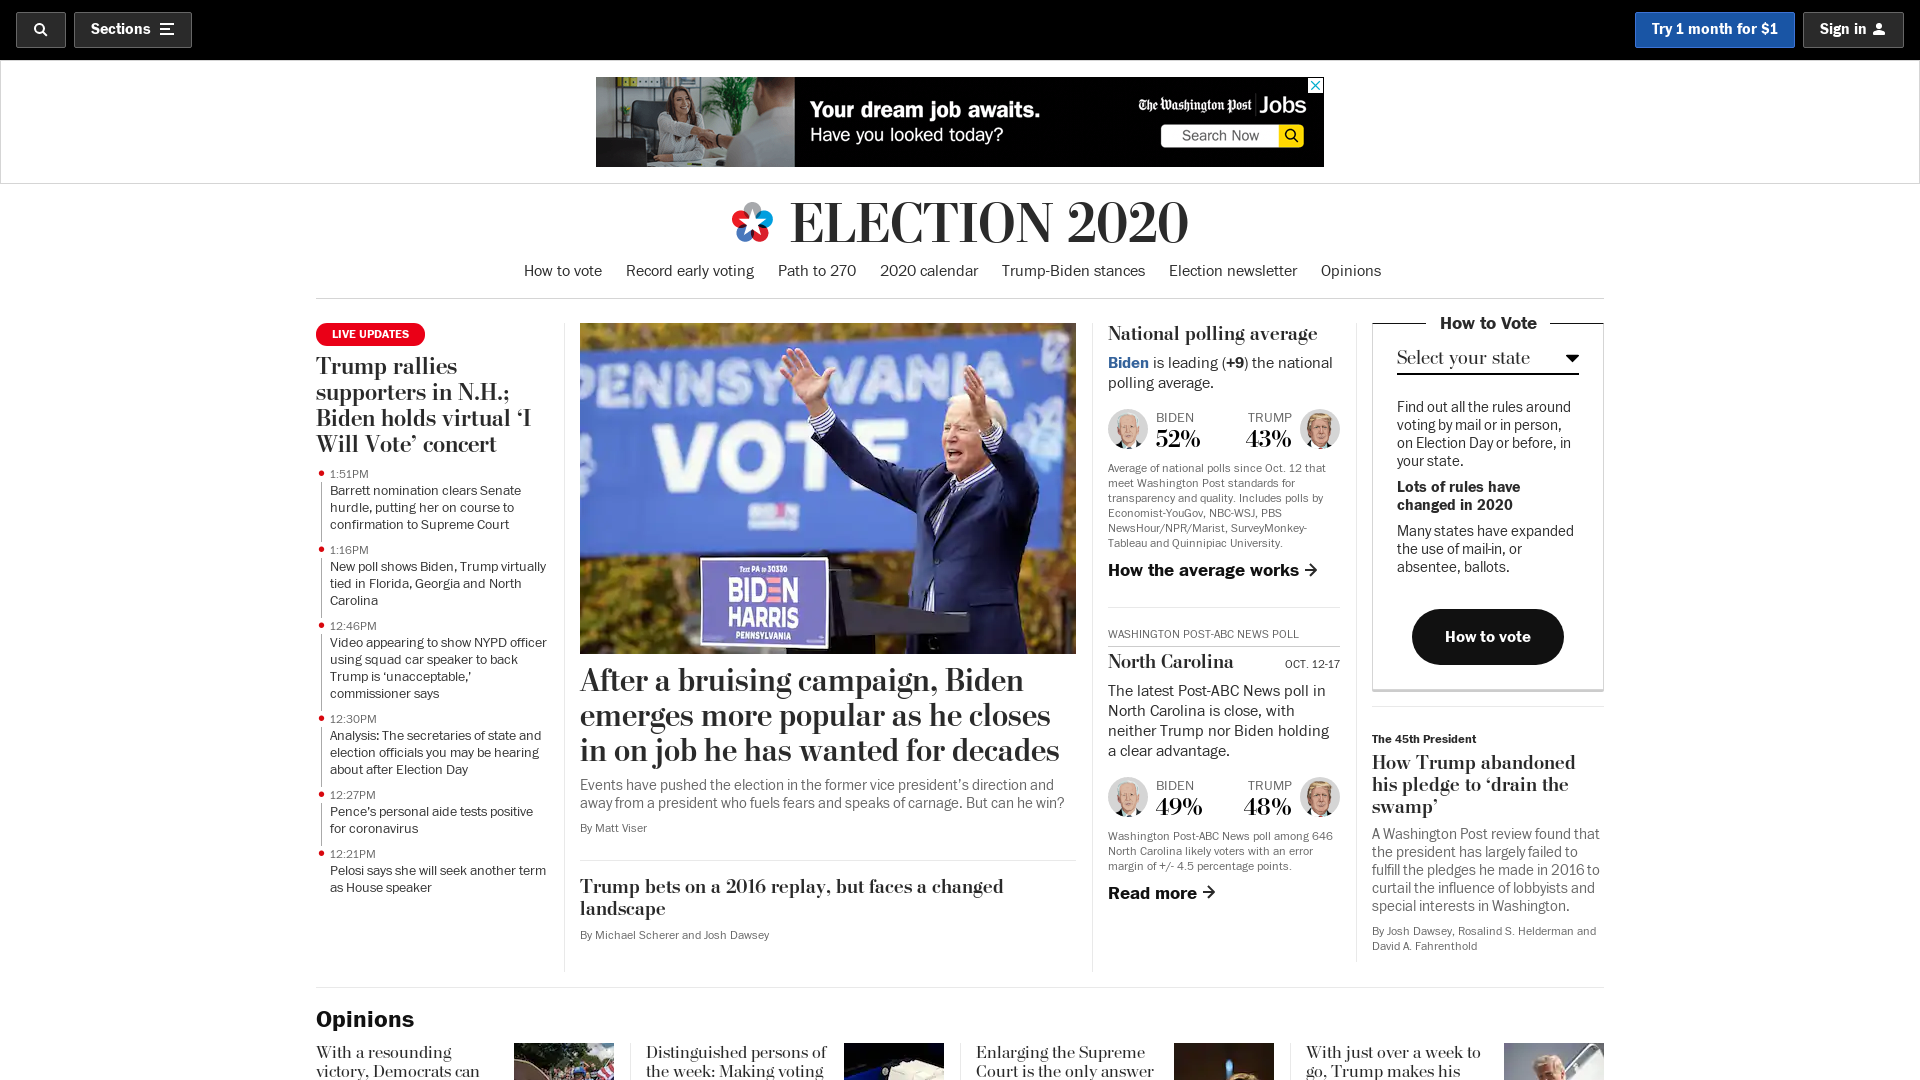 Sections
Try 1 month for $1
Sign in
Your dream job awaits.
Have you looked today?
The Washington Post Jobs
Search Now
ELECTION 2020
How to vote
Record early voting
Path to 270
2020 calendar
Trump-Biden stances
Election newsletter
Opinions
LIVE UPDATES
Trump rallies
supporters in N.H.;
Biden holds virtual ‘I
Will Vote’ concert
1:51PM
Barrett nomination clears Senate
hurdle, putting her on course to
confirmation to Supreme Court
1:16PM
New poll shows Biden, Trump virtually
tied in Florida, Georgia and North
Carolina
12:46PM
Video appearing to show NYPD officer
using squad car speaker to back
Trump is ‘unacceptable,’
commissioner says
12:30PM
Analysis: The secretaries of state and
election officials you may be hearing
about after Election Day
12:27PM
Pence’s personal aide tests positive
for coronavirus
12:21PM
Pelosi says she will seek another term
as House speaker
PENNSYLVANIA
VOTE
BIDEN
Text PA to 30330
BIDEN
HARRIS
PENNSYLVANIA
After a bruising campaign, Biden
emerges more popular as he closes
in on job he has wanted for decades
Events have pushed the election in the former vice president’s direction and
away from a president who fuels fears and speaks of carnage. But can he win?
By Matt Viser
Trump bets on a 2016 replay, but faces a changed
landscape
By Michael Scherer and Josh Dawsey
National polling average
Biden is leading (+9) the national
polling average.
BIDEN
52%
TRUMP
43%
Average of national polls since Oct. 12 that
meet Washington Post standards for
transparency and quality. Includes polls by
Economist-YouGov, NBC-WSJ, PBS
NewsHour/NPR/Marist, SurveyMonkey-
Tableau and Quinnipiac University.
How the average works
WASHINGTON POST-ABC NEWS POLL
North Carolina
OCT. 12-17
The latest Post-ABC News poll in
North Carolina is close, with
neither Trump nor Biden holding
a clear advantage.
BIDEN
49%
TRUMP
48%
Washington Post-ABC News poll among 646
North Carolina likely voters with an error
margin of +/- 4.5 percentage points.
Read more
How to Vote
Select your state
Find out all the rules around
voting by mail or in person,
on Election Day or before, in
your state.
Lots of rules have
changed in 2020
Many states have expanded
the use of mail-in, or
absentee, ballots.
How to vote
The 45th President
How Trump abandoned
his pledge to ‘drain the
swamp’
A Washington Post review found that
the president has largely failed to
fulfill the pledges he made in 2016 to
curtail the influence of lobbyists and
special interests in Washington.
By Josh Dawsey, Rosalind S. Helderman and
David A. Fahrenthold
Opinions
With a resounding
victory, Democrats can
Distinguished persons of
the week: Making voting
Enlarging the Supreme
Court is the only answer
With just over a week to
go, Trump makes his